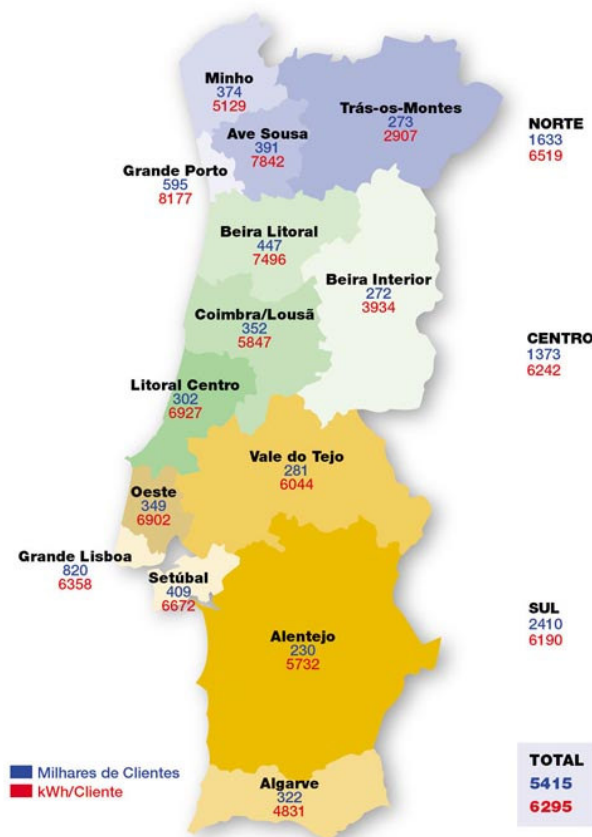 Minho
374
5129
Trás-os-Montes
273
2907
NORTE
1633
6519
Ave Sousa
391
7842
Grande Porto
595
8177
Beira Litoral
447
7496
Beira Interior
272
3934
Coimbra/Lousã
352
5847
CENTRO
1373
6242
Litoral Centro
302
6927
Vale do Tejo
281
6044
Oeste
349
6902
Grande Lisboa
820
6358
Setúbal
409
6672
SUL
2410
6190
Alentejo
230
5732
Milhares de Clientes
kWh/Cliente
Algarve
322
4831
TOTAL
5415
6295